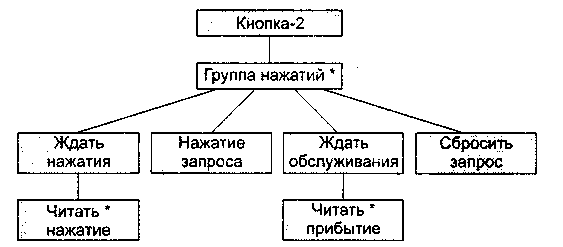 Кнопка-2
Группа нажатий *
Ждать
нажатия
Нажатие
запроса
Ждать
обслуживания
Сбросить
запрос
Читать *
нажатие
Читать *
прибытие